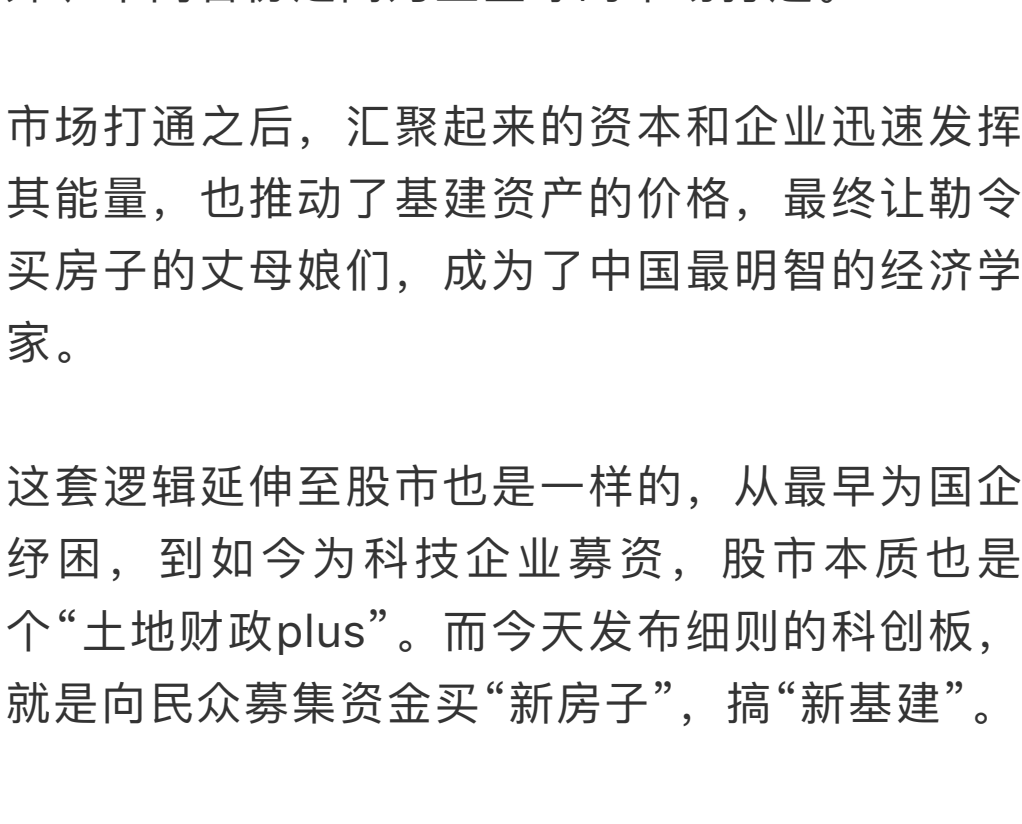 市场打通之后，汇聚起来的资本和企业迅速发挥
其能量，也推动了基建资产的价格，最终让勒令
买房子的丈母娘们，成为了中国最明智的经济学
家。
这套逻辑延伸至股市也是一样的，从最早为国企
纾困，到如今为科技企业募资，股市本质也是
个“土地财政plus”。而今天发布细则的科创板，
就是向民众募集资金买“新房子”，搞“新基建”。